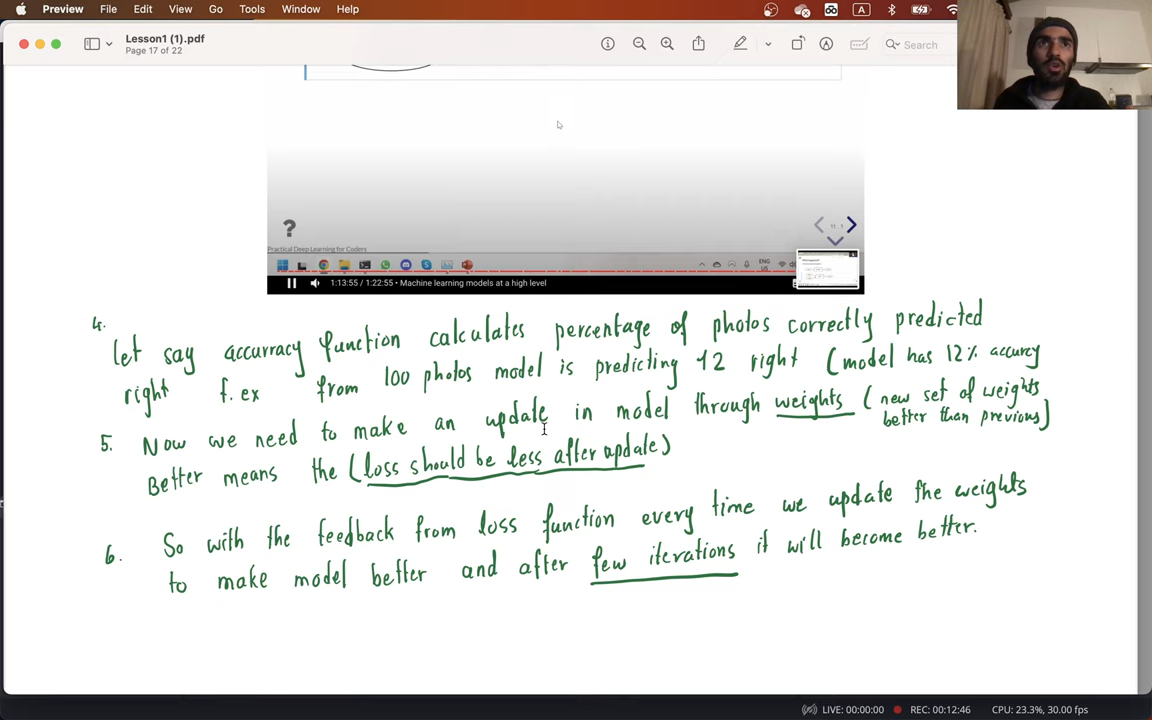 Preview File Edit View Go Tools Window Help
Lesson1 (1).pdf
Page 17 of 22
Search
?
11 . 1
Practical Deep Learning for Coders
ENG
US
1:13:55 / 1:22:55 • Machine learning models at a high level
4.
let say accurracy function calculates percentage of photos correctly predicted
right f.ex from 100 photos model is predicting 12 right (model has 12% accurcy
5. Now we need to make an update in model through weights (new set of weights
better than previous)
Better means the (loss should be less after update)
6. So with the feedback from loss function every time we update the weights
to make model better and after few iterations it will become better.
LIVE: 00:00:00 REC: 00:12:46 CPU: 23.3%, 30.00 fps